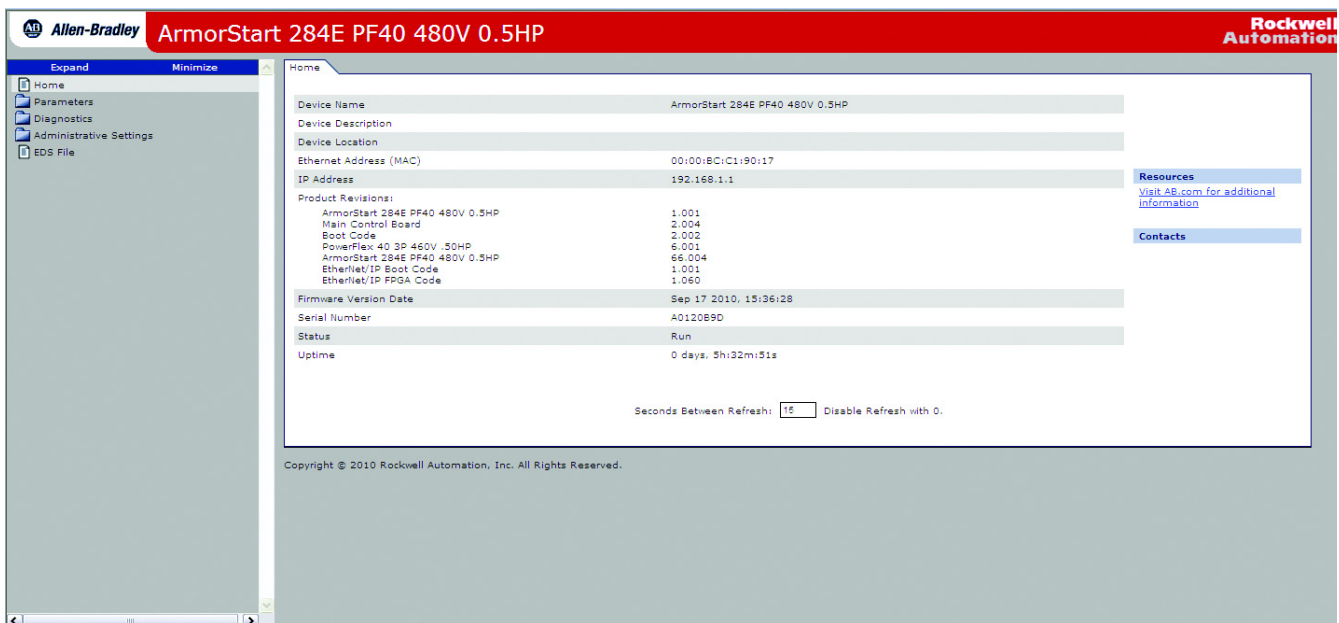 AB Allen-Bradley ArmorStart 284E PF40 480V 0.5HP Rockwell
Automation
Expand Minimize
Home
Parameters
Diagnostics
Administrative Settings
EDS File
Home
Device Name ArmorStart 284E PF40 480V 0.5HP
Device Description
Device Location
Ethernet Address (MAC) 00:00:BC:C1:90:17
IP Address 192.168.1.1
Product Revisions:
ArmorStart 284E PF40 480V 0.5HP 1.001
Main Control Board 2.004
Boot Code 2.002
PowerFlex 40 3P 460V .50HP 6.001
ArmorStart 284E PF40 480V 0.5HP 66.004
EtherNet/IP Boot Code 1.001
EtherNet/IP FPGA Code 1.060
Firmware Version Date Sep 17 2010, 15:36:28
Serial Number A0120B9D
Status Run
Uptime 0 days, 5h:32m:51s
Seconds Between Refresh: 15 Disable Refresh with 0.
Resources
Visit AB.com for additional
information
Contacts
Copyright © 2010 Rockwell Automation, Inc. All Rights Reserved.